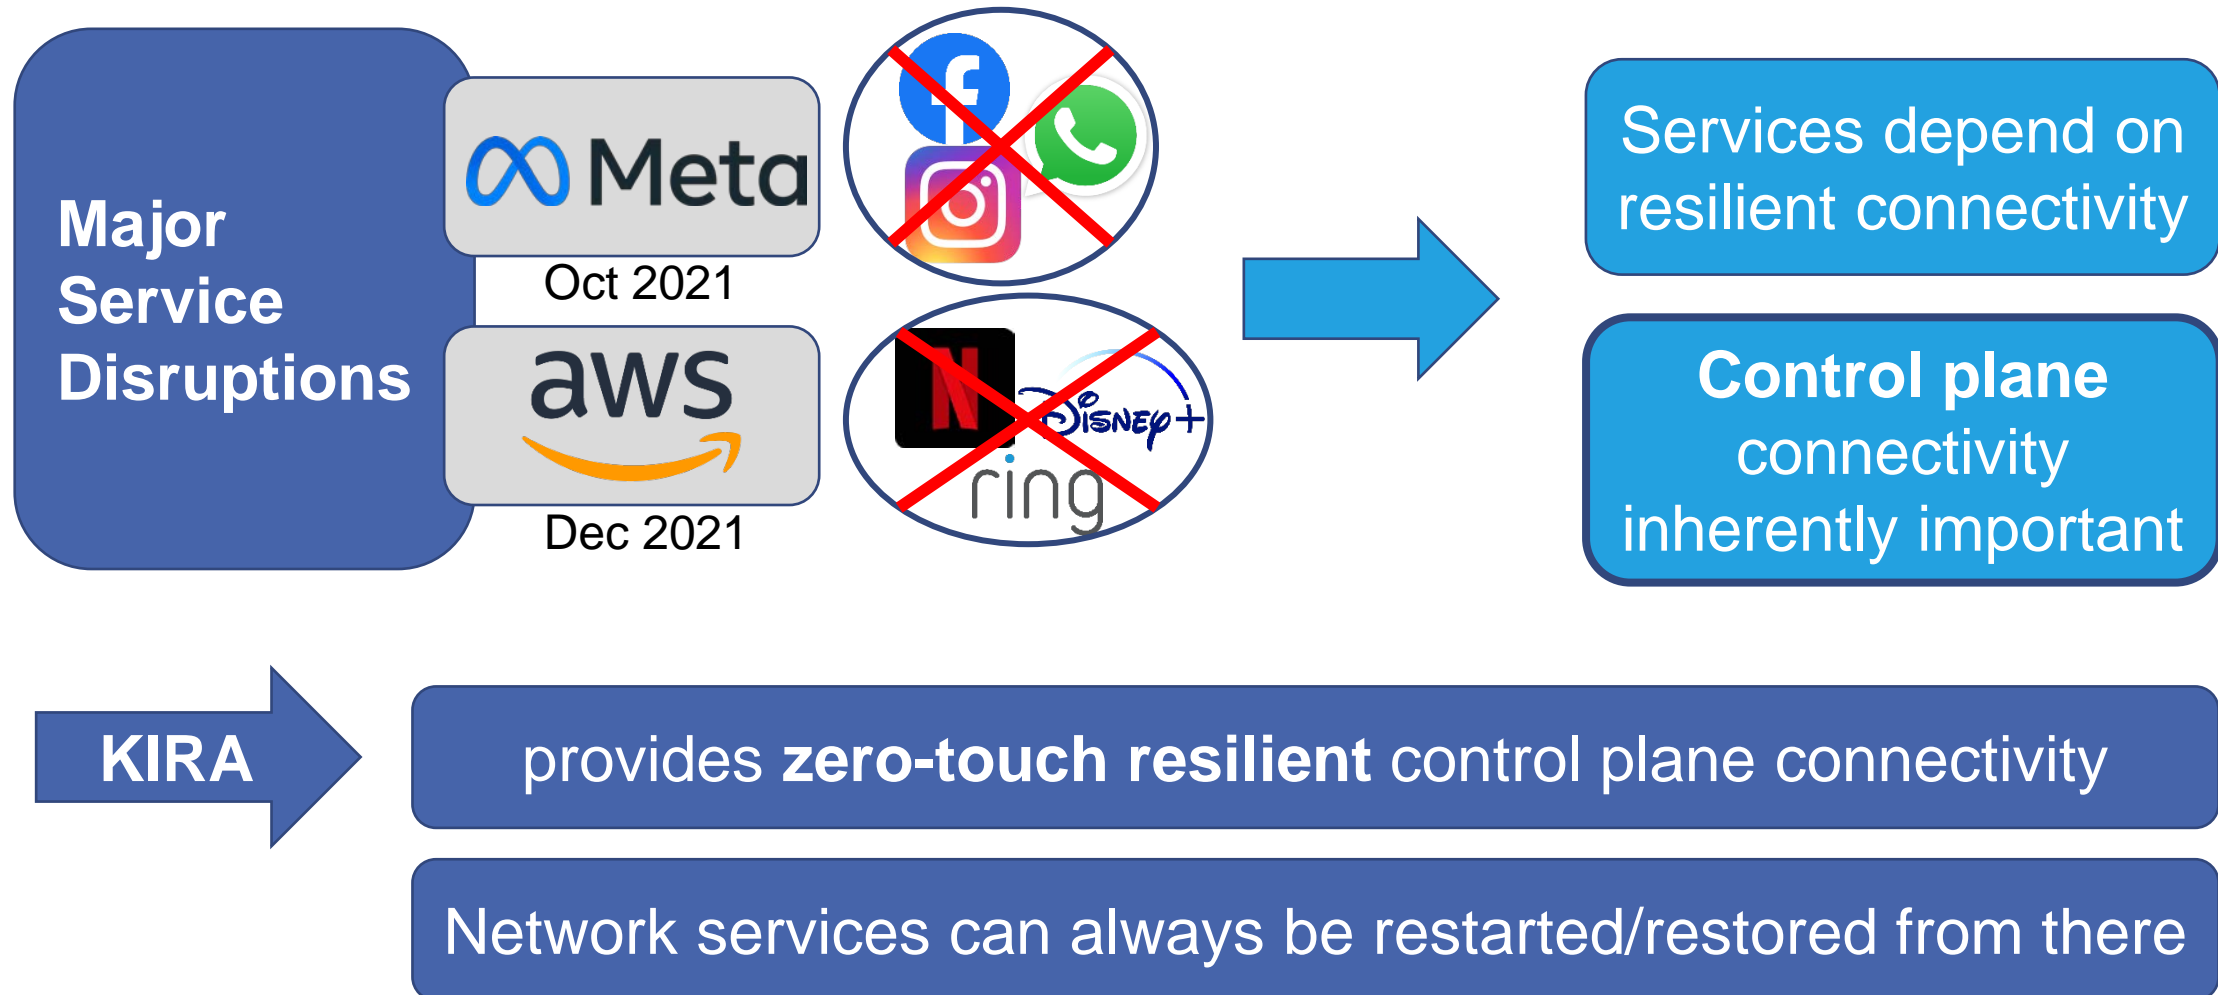 Major
Service
Disruptions
Meta
Oct 2021
aws
Dec 2021
N
Disney+
ring
Services depend on
resilient connectivity
Control plane
connectivity
inherently important
KIRA
provides zero-touch resilient control plane connectivity
Network services can always be restarted/restored from there